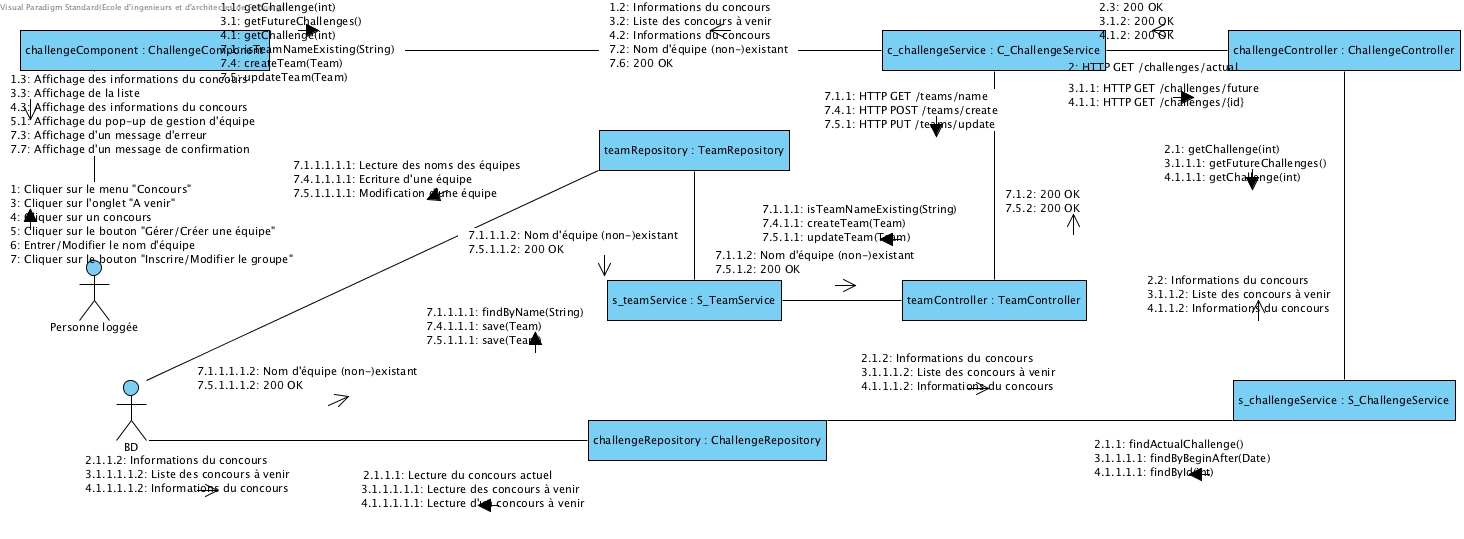 Visual Paradigm Standard(Ecole d'ingenieurs et d'architectes de
1.1: getChallenge(int)
3.1: getFutureChallenges()
4.1: getChallenge(int)
7.1: isTeamNameExisting(String)
7.4: createTeam(Team)
7.5: updateTeam(Team)
1.2: Informations du concours
3.2: Liste des concours à venir
4.2: Informations du concours
7.2: Nom d'équipe (non-)existant
7.6: 200 OK
2.3: 200 OK
3.1.2: 200 OK
4.1.2: 200 OK
challengeComponent : ChallengeComponent
c_challengeService : C_ChallengeService
challengeController : ChallengeController
1.3: Affichage des informations du concours
3.3: Affichage de la liste
4.3: Affichage des informations du concours
5.1: Affichage du pop-up de gestion d'équipe
7.3: Affichage d'un message d'erreur
7.7: Affichage d'un message de confirmation
2: HTTP GET /challenges/actual
3.1.1: HTTP GET /challenges/future
4.1.1: HTTP GET /challenges/{id}
7.1.1: HTTP GET /teams/name
7.4.1: HTTP POST /teams/create
7.5.1: HTTP PUT /teams/update
teamRepository : TeamRepository
2.1: getChallenge(int)
3.1.1.1: getFutureChallenges()
4.1.1.1: getChallenge(int)
7.1.1.1.1.1: Lecture des noms des équipes
7.4.1.1.1.1: Ecriture d'une équipe
7.5.1.1.1.1: Modification d'une équipe
1: Cliquer sur le menu "Concours"
3: Cliquer sur l'onglet "A venir"
4: Cliquer sur un concours
5: Cliquer sur le bouton "Gérer/Créer une équipe"
6: Entrer/Modifier le nom d'équipe
7: Cliquer sur le bouton "Inscrire/Modifier le groupe"
7.1.2: 200 OK
7.5.2: 200 OK
7.1.1.1: isTeamNameExisting(String)
7.4.1.1: createTeam(Team)
7.5.1.1: updateTeam(Team)
7.1.1.1.2: Nom d'équipe (non-)existant
7.5.1.1.2: 200 OK
7.1.1.2: Nom d'équipe (non-)existant
7.5.1.2: 200 OK
Personne loggée
s_teamService : S_TeamService
teamController : TeamController
2.2: Informations du concours
3.1.1.2: Liste des concours à venir
4.1.1.2: Informations du concours
7.1.1.1.1: findByName(String)
7.4.1.1.1: save(Team)
7.5.1.1.1: save(Team)
7.1.1.1.1.2: Nom d'équipe (non-)existant
7.5.1.1.1.2: 200 OK
2.1.2: Informations du concours
3.1.1.1.2: Liste des concours à venir
4.1.1.1.2: Informations du concours
s_challengeService : S_ChallengeService
BD
challengeRepository : ChallengeRepository
2.1.1: findActualChallenge()
3.1.1.1.1: findByBeginAfter(Date)
4.1.1.1.1: findById(int)
2.1.1.2: Informations du concours
3.1.1.1.1.2: Liste des concours à venir
4.1.1.1.1.2: Informations du concours
2.1.1.1: Lecture du concours actuel
3.1.1.1.1.1: Lecture des concours à venir
4.1.1.1.1.1: Lecture d'un concours à venir